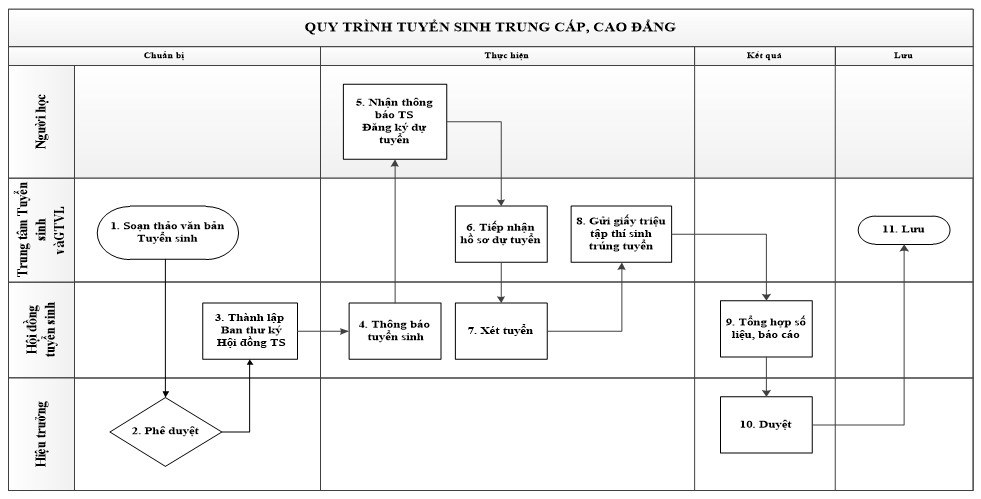 QUY TRÌNH TUYỂN SINH TRUNG CẤP, CAO ĐẲNG
Chuẩn bị
Thực hiện
Kết quả
Lưu
Người học
5. Nhận thông
báo TS
Đăng ký dự
tuyển
Trung tâm Tuyển
sinh
vàGTVL
1. Soạn thảo văn bản
Tuyển sinh
6. Tiếp nhận
hồ sơ dự tuyển
8. Gửi giấy triệu
tập thí sinh
trúng tuyển
11. Lưu
Hội đồng
tuyển sinh
3. Thành lập
Ban thư ký
Hội đồng TS
4. Thông báo
tuyển sinh
7. Xét tuyển
9. Tổng hợp số
liệu, báo cáo
Hiệu trưởng
2. Phê duyệt
10. Duyệt